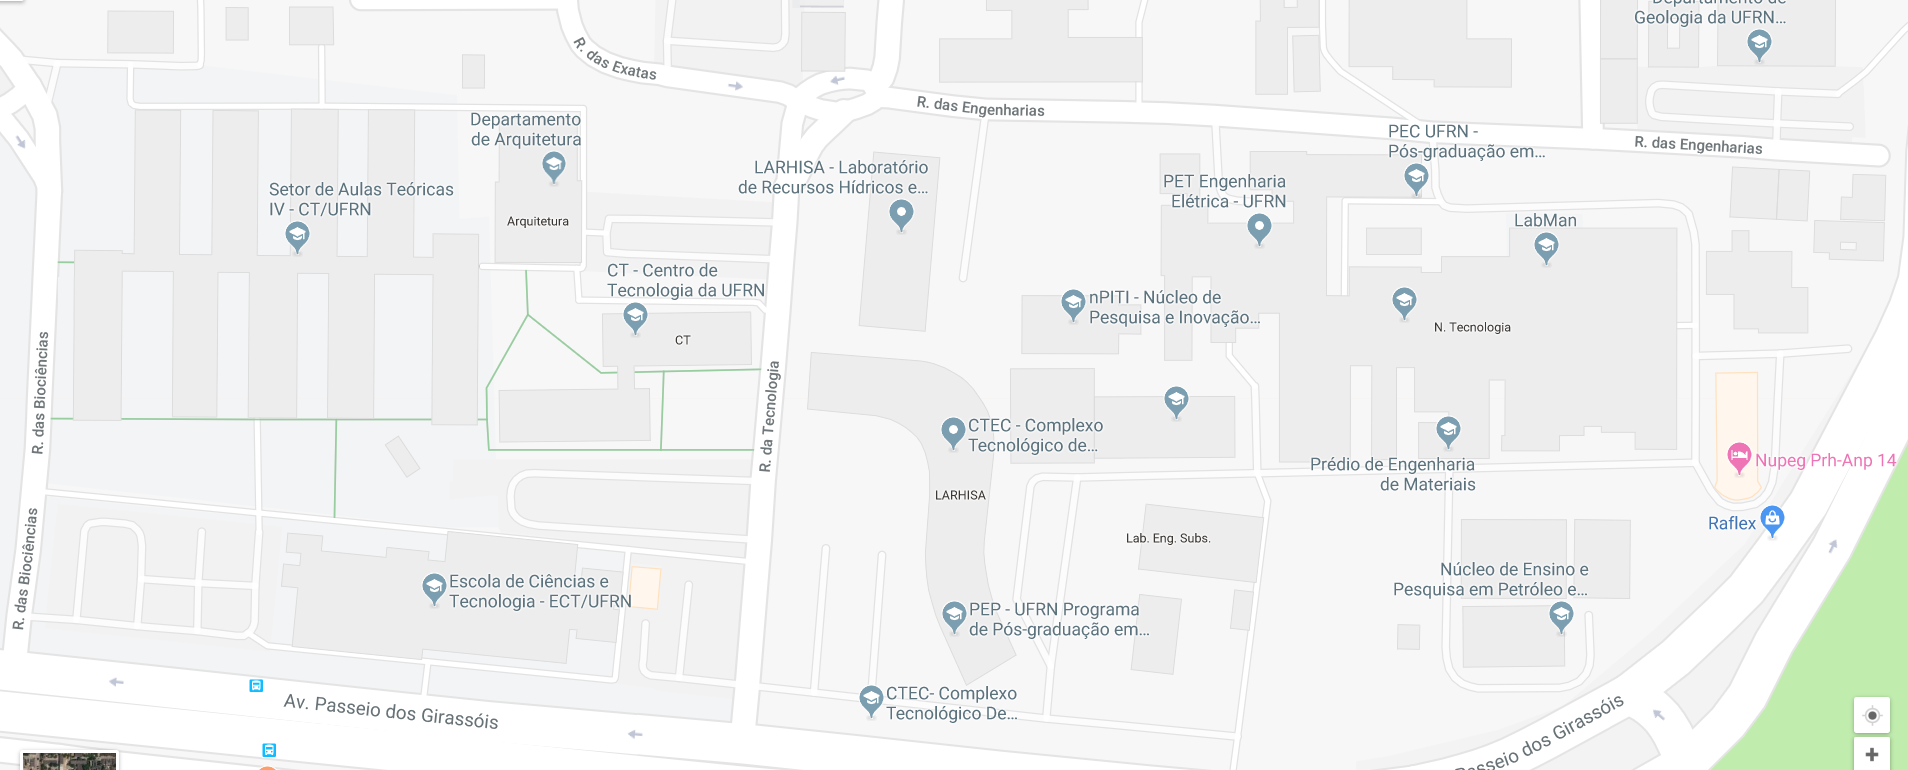 Departamento de
Geologia da UFRN...
R. das Exatas
R. das Engenharias
R. das Engenharias
Departamento
de Arquitetura
PEC UFRN -
Pós-graduação em...
LARHISA - Laboratório
de Recursos Hídricos e...
PET Engenharia
Elétrica - UFRN
Setor de Aulas Teóricas
IV - CT/UFRN
Arquitetura
LabMan
CT - Centro de
Tecnologia da UFRN
nPITI - Núcleo de
Pesquisa e Inovação...
N. Tecnologia
CT
R. das Biociências
R. da Tecnologia
CTEC - Complexo
Tecnológico de...
Prédio de Engenharia
de Materiais
Nupeg Prh-Anp 14
LARHISA
Raflex
R. das Biociências
Lab. Eng. Subs.
Escola de Ciências e
Tecnologia - ECT/UFRN
Núcleo de Ensino e
Pesquisa em Petróleo e...
PEP - UFRN Programa
de Pós-graduação em...
CTEC- Complexo
Tecnológico De...
Av. Passeio dos Girassóis
Passeio dos Girassóis